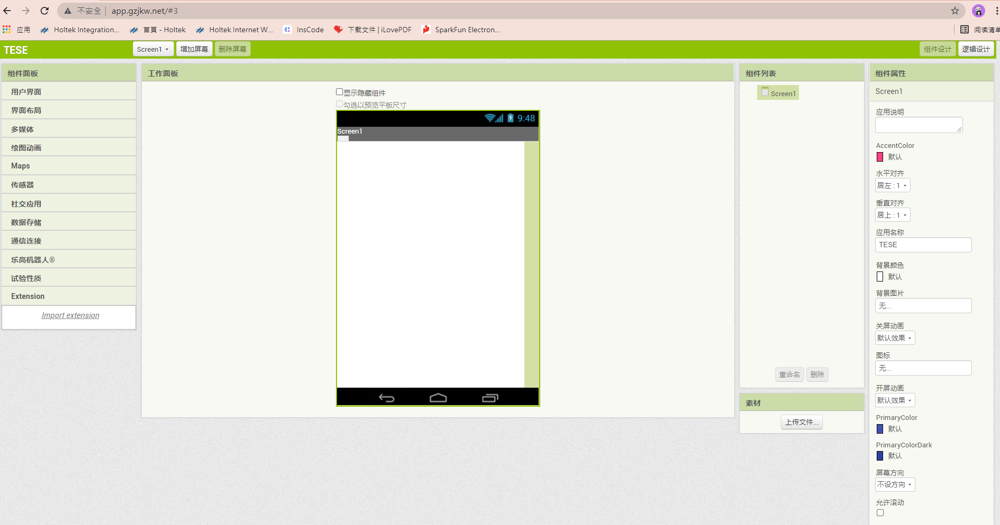 不安全 app.gzjkw.net/#3
应用 Holtek Integration... 首頁 - Holtek Holtek Internet W... InsCode 下载文件 | iLovePDF SparkFun Electron... 阅读清单
TESE Screen1 增加屏幕 删除屏幕 组件设计 逻辑设计
组件面板
用户界面
界面布局
多媒体
绘图动画
Maps
传感器
社交应用
数据存储
通信连接
乐高机器人®
试验性质
Extension
Import extension
工作面板
显示隐藏组件
勾选以预览平板尺寸
9:48
Screen1
组件列表
Screen1
重命名 删除
素材
上传文件...
组件属性
Screen1
应用说明
AccentColor
默认
水平对齐
居左 : 1
垂直对齐
居上 : 1
应用名称
TESE
背景颜色
默认
背景图片
无...
关屏动画
默认效果
图标
无...
开屏动画
默认效果
PrimaryColor
默认
PrimaryColorDark
默认
屏幕方向
不设方向
允许滚动